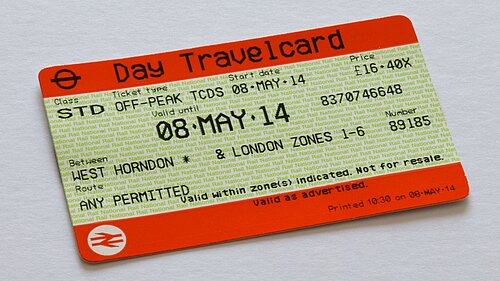 Day Travelcard
Class Ticket type Start date Price
STD OFF-PEAK TCDS 08·MAY·14 £16·40X
Valid until
08·MAY·14 8370746648
Between Number
WEST HORNDON * & LONDON ZONES 1-6 89185
Route
ANY PERMITTED Valid within zone(s) indicated. Not for resale.
Valid as advertised.
Printed 10:30 on 08·MAY·14